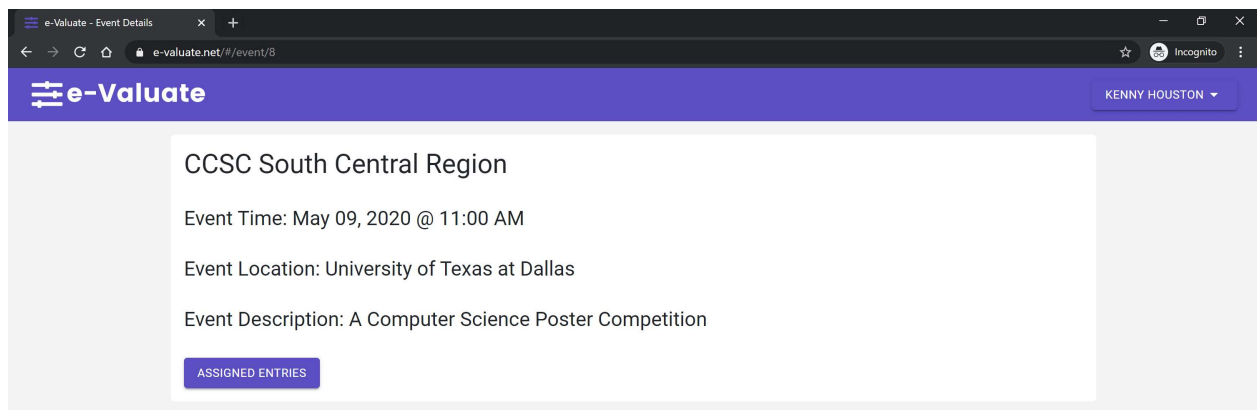 e-Valuate - Event Details
e-valuate.net/#/event/8
Incognito
e-Valuate
KENNY HOUSTON
CCSC South Central Region
Event Time: May 09, 2020 @ 11:00 AM
Event Location: University of Texas at Dallas
Event Description: A Computer Science Poster Competition
ASSIGNED ENTRIES